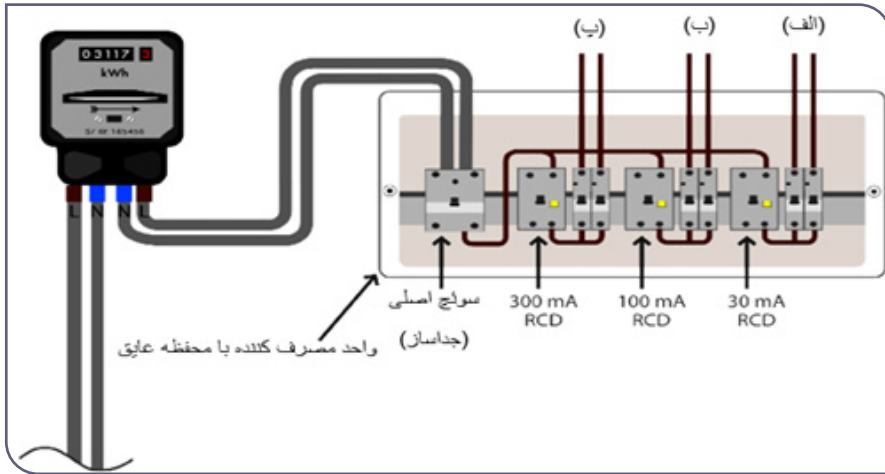 (پ) (ب) (الف)
03117 3
kWh
L N N L
300 mA RCD
100 mA RCD
30 mA RCD
سوئچ اصلی
(جداساز)
واحد مصرف کننده با محفظه عایق